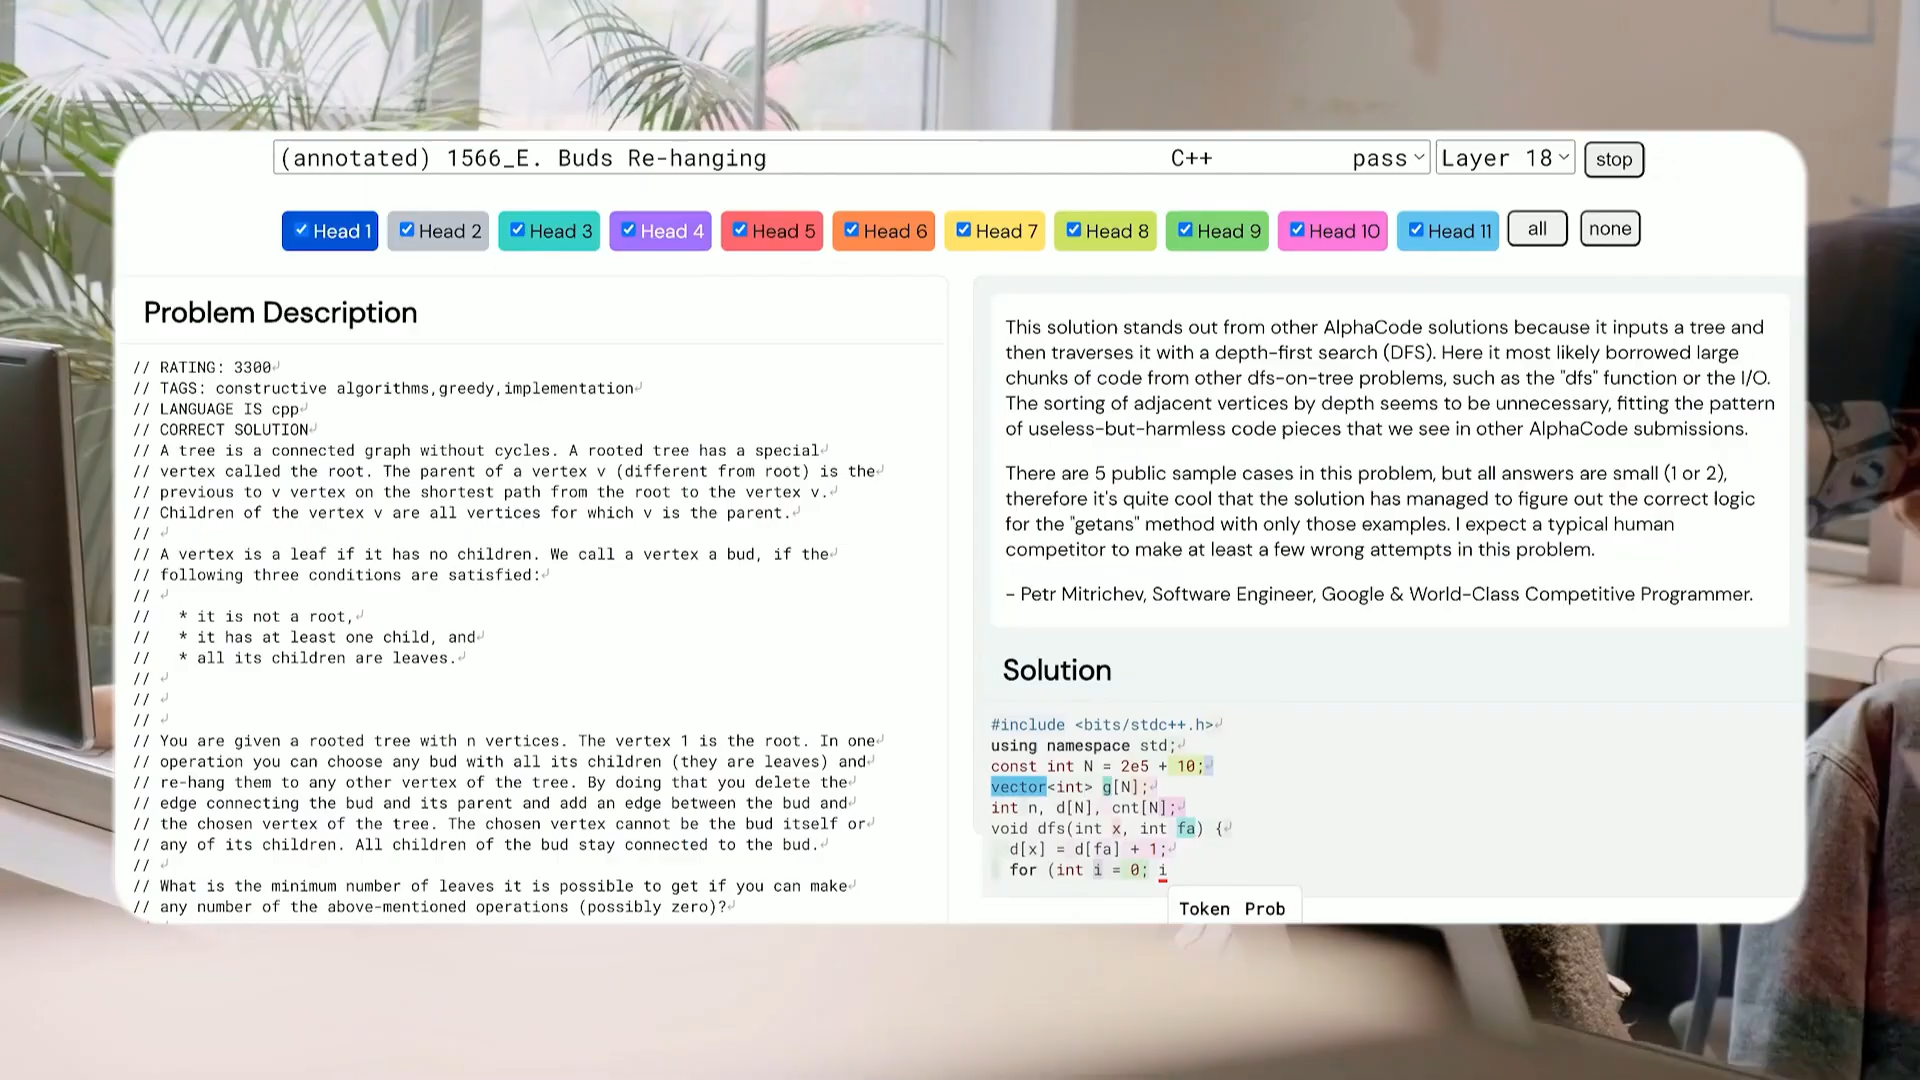 (annotated) 1566_E. Buds Re-hanging C++ pass Layer 18 stop
Head 1 Head 2 Head 3 Head 4 Head 5 Head 6 Head 7 Head 8 Head 9 Head 10 Head 11 all none
Problem Description
// RATING: 3300
// TAGS: constructive algorithms,greedy,implementation
// LANGUAGE IS cpp
// CORRECT SOLUTION
// A tree is a connected graph without cycles. A rooted tree has a special
// vertex called the root. The parent of a vertex v (different from root) is the
// previous to v vertex on the shortest path from the root to the vertex v.
// Children of the vertex v are all vertices for which v is the parent.
//
// A vertex is a leaf if it has no children. We call a vertex a bud, if the
// following three conditions are satisfied:
//
// * it is not a root,
// * it has at least one child, and
// * all its children are leaves.
//
//
//
// You are given a rooted tree with n vertices. The vertex 1 is the root. In one
// operation you can choose any bud with all its children (they are leaves) and
// re-hang them to any other vertex of the tree. By doing that you delete the
// edge connecting the bud and its parent and add an edge between the bud and
// the chosen vertex of the tree. The chosen vertex cannot be the bud itself or
// any of its children. All children of the bud stay connected to the bud.
//
// What is the minimum number of leaves it is possible to get if you can make
// any number of the above-mentioned operations (possibly zero)?
This solution stands out from other AlphaCode solutions because it inputs a tree and
then traverses it with a depth-first search (DFS). Here it most likely borrowed large
chunks of code from other dfs-on-tree problems, such as the "dfs" function or the I/O.
The sorting of adjacent vertices by depth seems to be unnecessary, fitting the pattern
of useless-but-harmless code pieces that we see in other AlphaCode submissions.
There are 5 public sample cases in this problem, but all answers are small (1 or 2),
therefore it's quite cool that the solution has managed to figure out the correct logic
for the "getans" method with only those examples. I expect a typical human
competitor to make at least a few wrong attempts in this problem.
– Petr Mitrichev, Software Engineer, Google & World-Class Competitive Programmer.
Solution
#include <bits/stdc++.h>
using namespace std;
const int N = 2e5 + 10;
vector<int> g[N];
int n, d[N], cnt[N];
void dfs(int x, int fa) {
d[x] = d[fa] + 1;
for (int i = 0; i
Token Prob